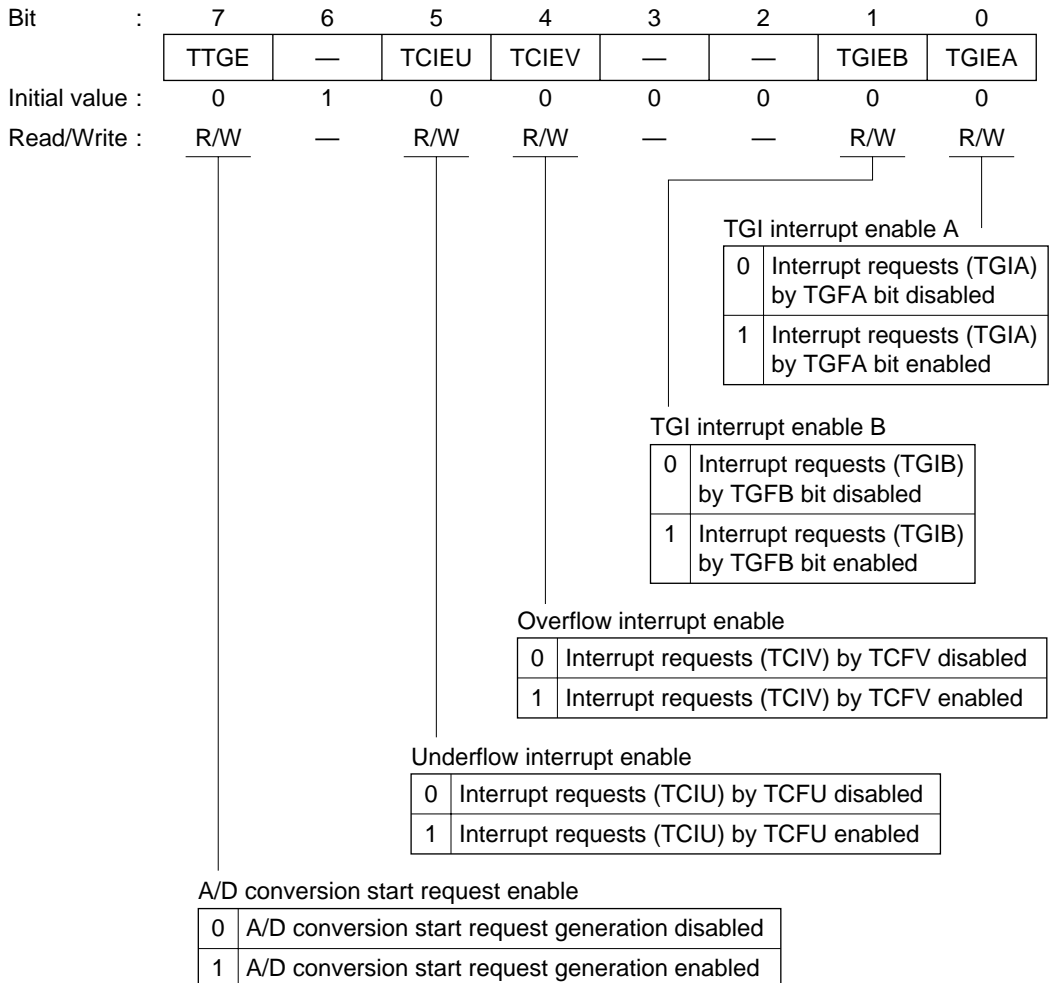 Bit : 7 6 5 4 3 2 1 0
TTGE — TCIEU TCIEV — — TGIEB TGIEA
Initial value : 0 1 0 0 0 0 0 0
Read/Write : R/W — R/W R/W — — R/W R/W
TGI interrupt enable A
0 Interrupt requests (TGIA)
by TGFA bit disabled
1 Interrupt requests (TGIA)
by TGFA bit enabled
TGI interrupt enable B
0 Interrupt requests (TGIB)
by TGFB bit disabled
1 Interrupt requests (TGIB)
by TGFB bit enabled
Overflow interrupt enable
0 Interrupt requests (TCIV) by TCFV disabled
1 Interrupt requests (TCIV) by TCFV enabled
Underflow interrupt enable
0 Interrupt requests (TCIU) by TCFU disabled
1 Interrupt requests (TCIU) by TCFU enabled
A/D conversion start request enable
0 A/D conversion start request generation disabled
1 A/D conversion start request generation enabled